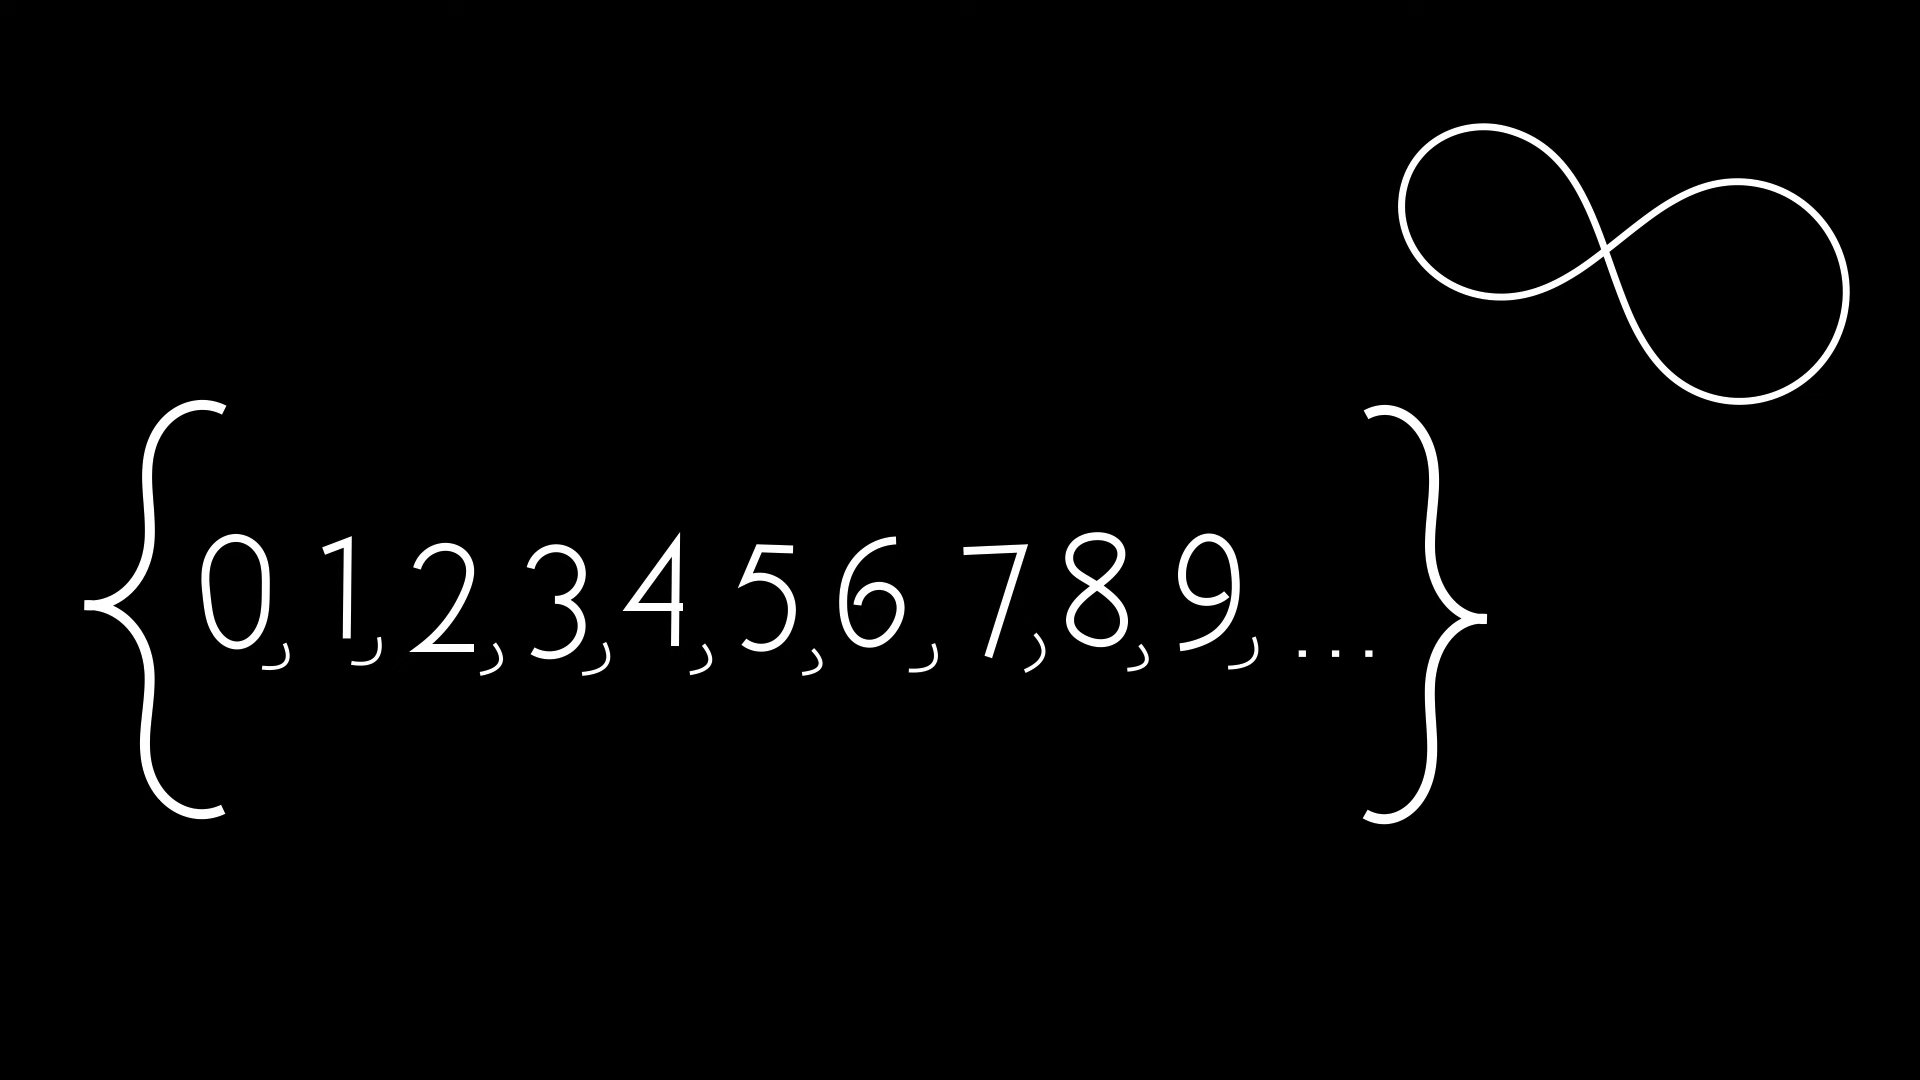 ∞
{0, 1, 2, 3, 4, 5, 6, 7, 8, 9, ...}